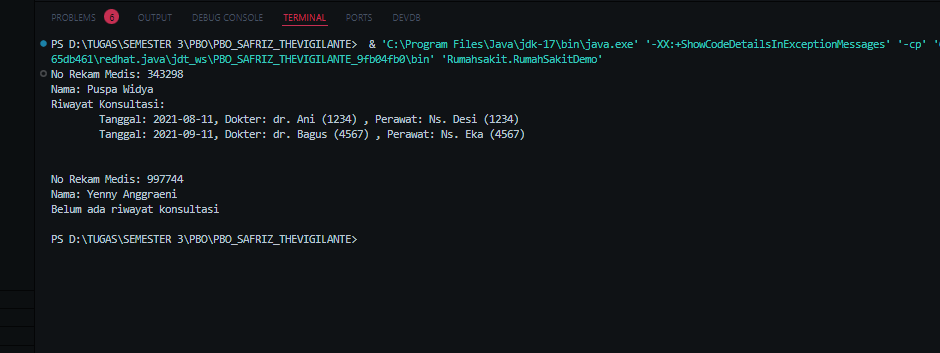 PROBLEMS 6 OUTPUT DEBUG CONSOLE TERMINAL PORTS DEVDB
PS D:\TUGAS\SEMESTER 3\PBO\PBO_SAFRIZ_THEVIGILANTE> & 'C:\Program Files\Java\jdk-17\bin\java.exe' '-XX:+ShowCodeDetailsInExceptionMessages' '-cp'
65db461\redhat.java\jdt_ws\PBO_SAFRIZ_THEVIGILANTE_9fb04fb0\bin' 'Rumahsakit.RumahSakitDemo'
No Rekam Medis: 343298
Nama: Puspa Widya
Riwayat Konsultasi:
Tanggal: 2021-08-11, Dokter: dr. Ani (1234) , Perawat: Ns. Desi (1234)
Tanggal: 2021-09-11, Dokter: dr. Bagus (4567) , Perawat: Ns. Eka (4567)
No Rekam Medis: 997744
Nama: Yenny Anggraeni
Belum ada riwayat konsultasi
PS D:\TUGAS\SEMESTER 3\PBO\PBO_SAFRIZ_THEVIGILANTE>